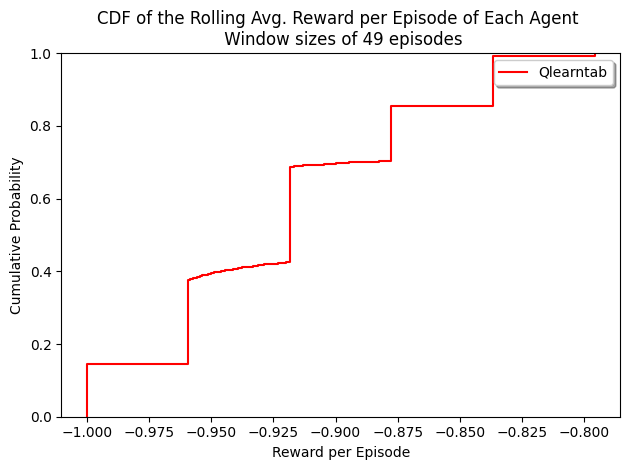 CDF of the Rolling Avg. Reward per Episode of Each Agent
Window sizes of 49 episodes
Qlearntab
Cumulative Probability
1.0
0.8
0.6
0.4
0.2
0.0
−1.000 −0.975 −0.950 −0.925 −0.900 −0.875 −0.850 −0.825 −0.800
Reward per Episode